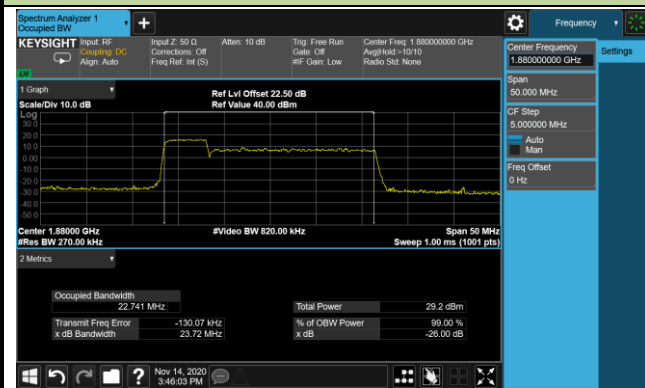 Spectrum Analyzer 1
Occupied BW
Frequency
KEYSIGHT
Input: RF
Coupling: DC
Align: Auto
Input Z: 50 Ω
Corrections: Off
Freq Ref: Int (S)
Atten: 10 dB
Trig: Free Run
Gate: Off
#IF Gain: Low
Center Freq: 1.880000000 GHz
Avg|Hold:>10/10
Radio Std: None
Center Frequency
1.880000000 GHz
Settings
Span
50.000 MHz
CF Step
5.000000 MHz
Auto
Man
Freq Offset
0 Hz
1 Graph
Scale/Div 10.0 dB
Ref Lvl Offset 22.50 dB
Ref Value 40.00 dBm
Log
30.0
20.0
10.0
0.00
-10.0
-20.0
-30.0
-40.0
-50.0
Center 1.88000 GHz
#Res BW 270.00 kHz
#Video BW 820.00 kHz
Span 50 MHz
Sweep 1.00 ms (1001 pts)
2 Metrics
Occupied Bandwidth
22.741 MHz
Total Power 29.2 dBm
Transmit Freq Error -130.07 kHz
% of OBW Power 99.00 %
x dB Bandwidth 23.72 MHz
x dB -26.00 dB
?
Nov 14, 2020
3:46:03 PM